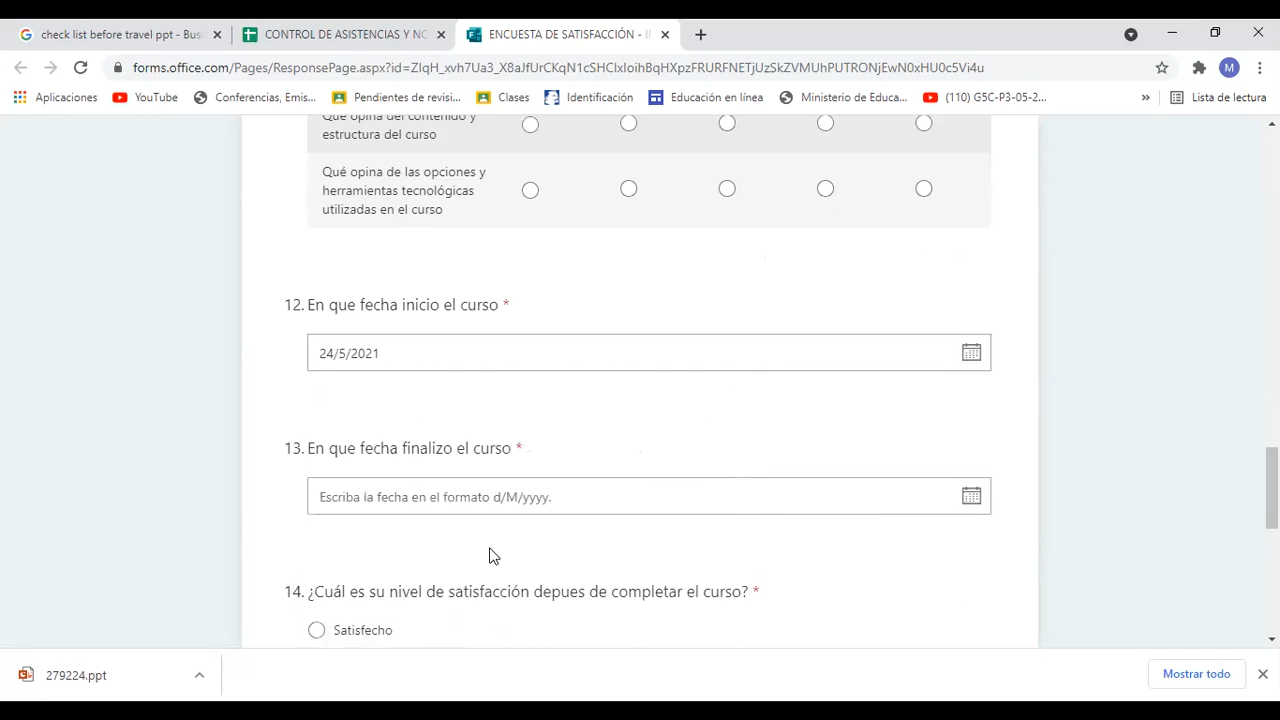 check list before travel ppt - Bus
CONTROL DE ASISTENCIAS Y NO
ENCUESTA DE SATISFACCIÓN -
forms.office.com/Pages/ResponsePage.aspx?id=ZIqH_xvh7Ua3_X8aJfUrCKqN1cSHClxIoihBqHXpzFRURFNETjUzSkZVMUhPUTRONjEwN0xHU0c5Vi4u
M
Aplicaciones
YouTube
Conferencias, Emis...
Pendientes de revisi...
Clases
Identificación
Educación en línea
Ministerio de Educa...
(110) G5C-P3-05-2...
»
Lista de lectura
Que opina del contenido y
estructura del curso
Qué opina de las opciones y
herramientas tecnológicas
utilizadas en el curso
12. En que fecha inicio el curso *
24/5/2021
13. En que fecha finalizo el curso *
Escriba la fecha en el formato d/M/yyyy.
14. ¿Cuál es su nivel de satisfacción depues de completar el curso? *
Satisfecho
279224.ppt
Mostrar todo